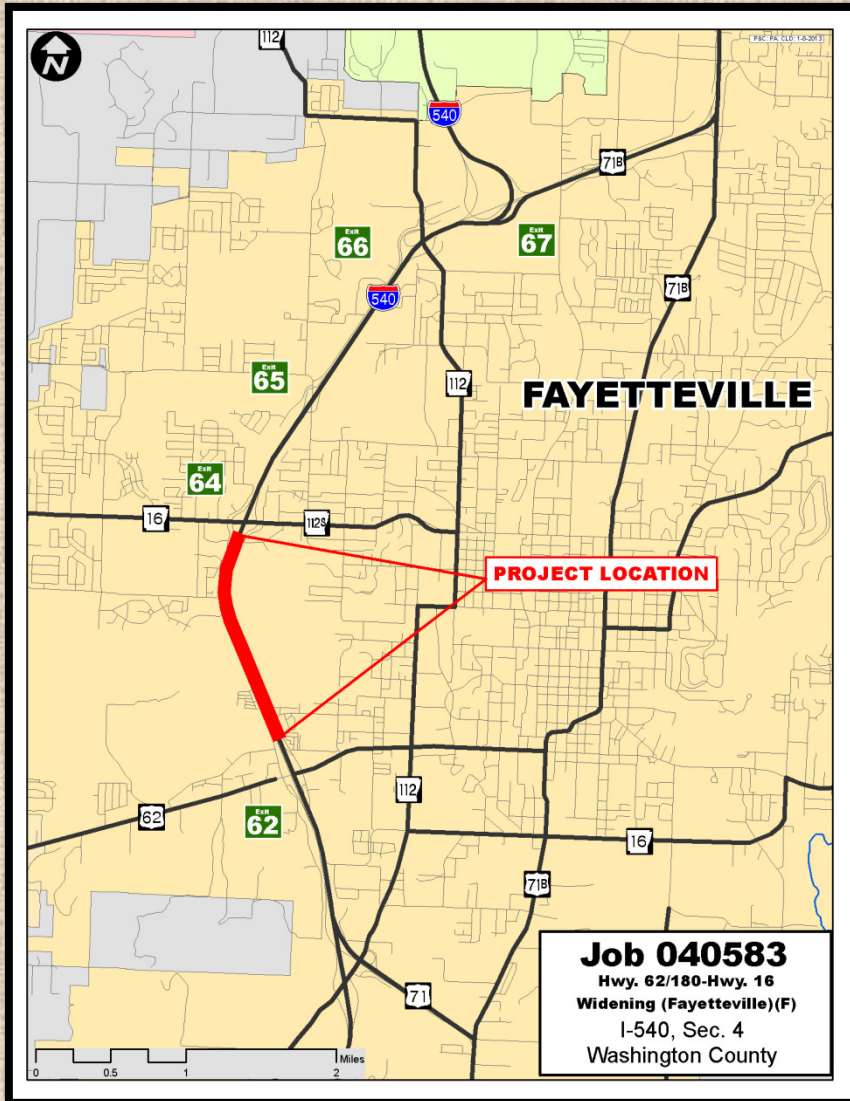 112
P&C PA: CLD: 1-8-2013
N
540
71B
Exit
66
Exit
67
540
71B
Exit
65
112
FAYETTEVILLE
Exit
64
16
112S
PROJECT LOCATION
62
Exit
62
112
16
71B
71
Job 040583
Hwy. 62/180-Hwy. 16
Widening (Fayetteville)(F)
I-540, Sec. 4
Washington County
Miles
0 0.5 1 2